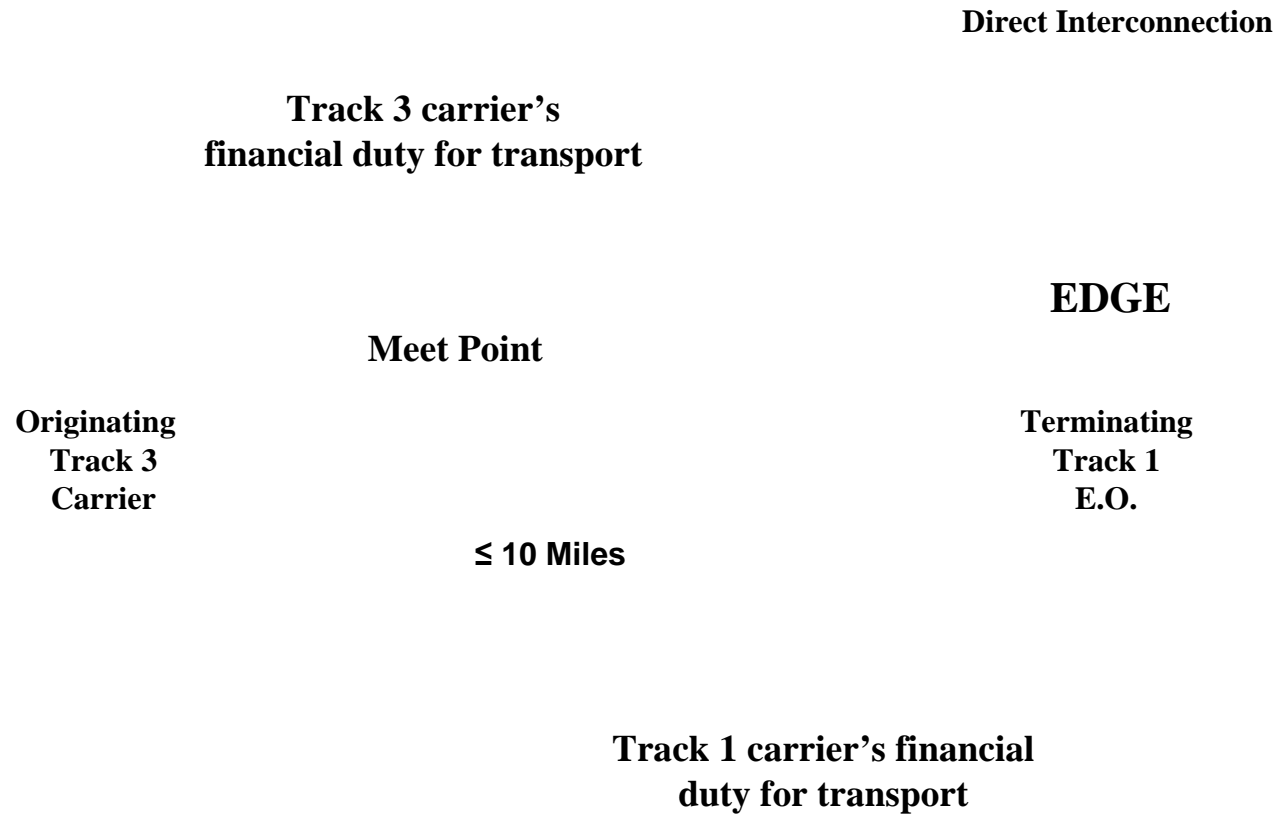 Direct Interconnection
Track 3 carrier’s
financial duty for transport
EDGE
Meet Point
Originating
Track 3
Carrier
Terminating
Track 1
E.O.
≤ 10 Miles
Track 1 carrier’s financial
duty for transport